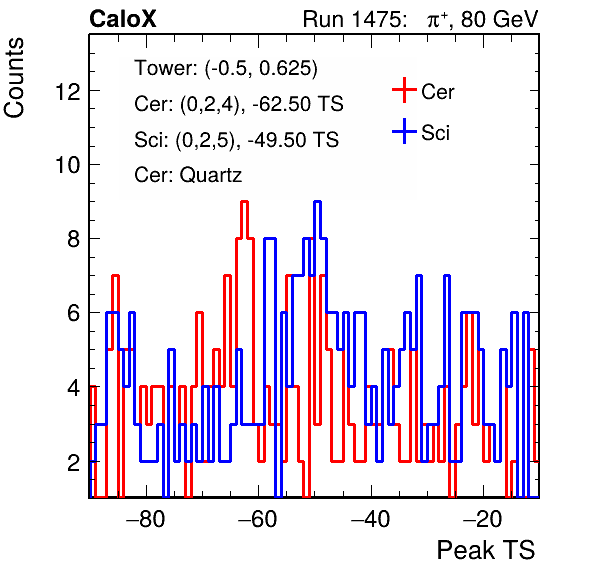 CaloX Run 1475: π+, 80 GeV
Counts
Tower: (-0.5, 0.625)
Cer: (0,2,4), -62.50 TS
Sci: (0,2,5), -49.50 TS
Cer: Quartz
Cer
Sci
12
10
8
6
4
2
−80 −60 −40 −20
Peak TS